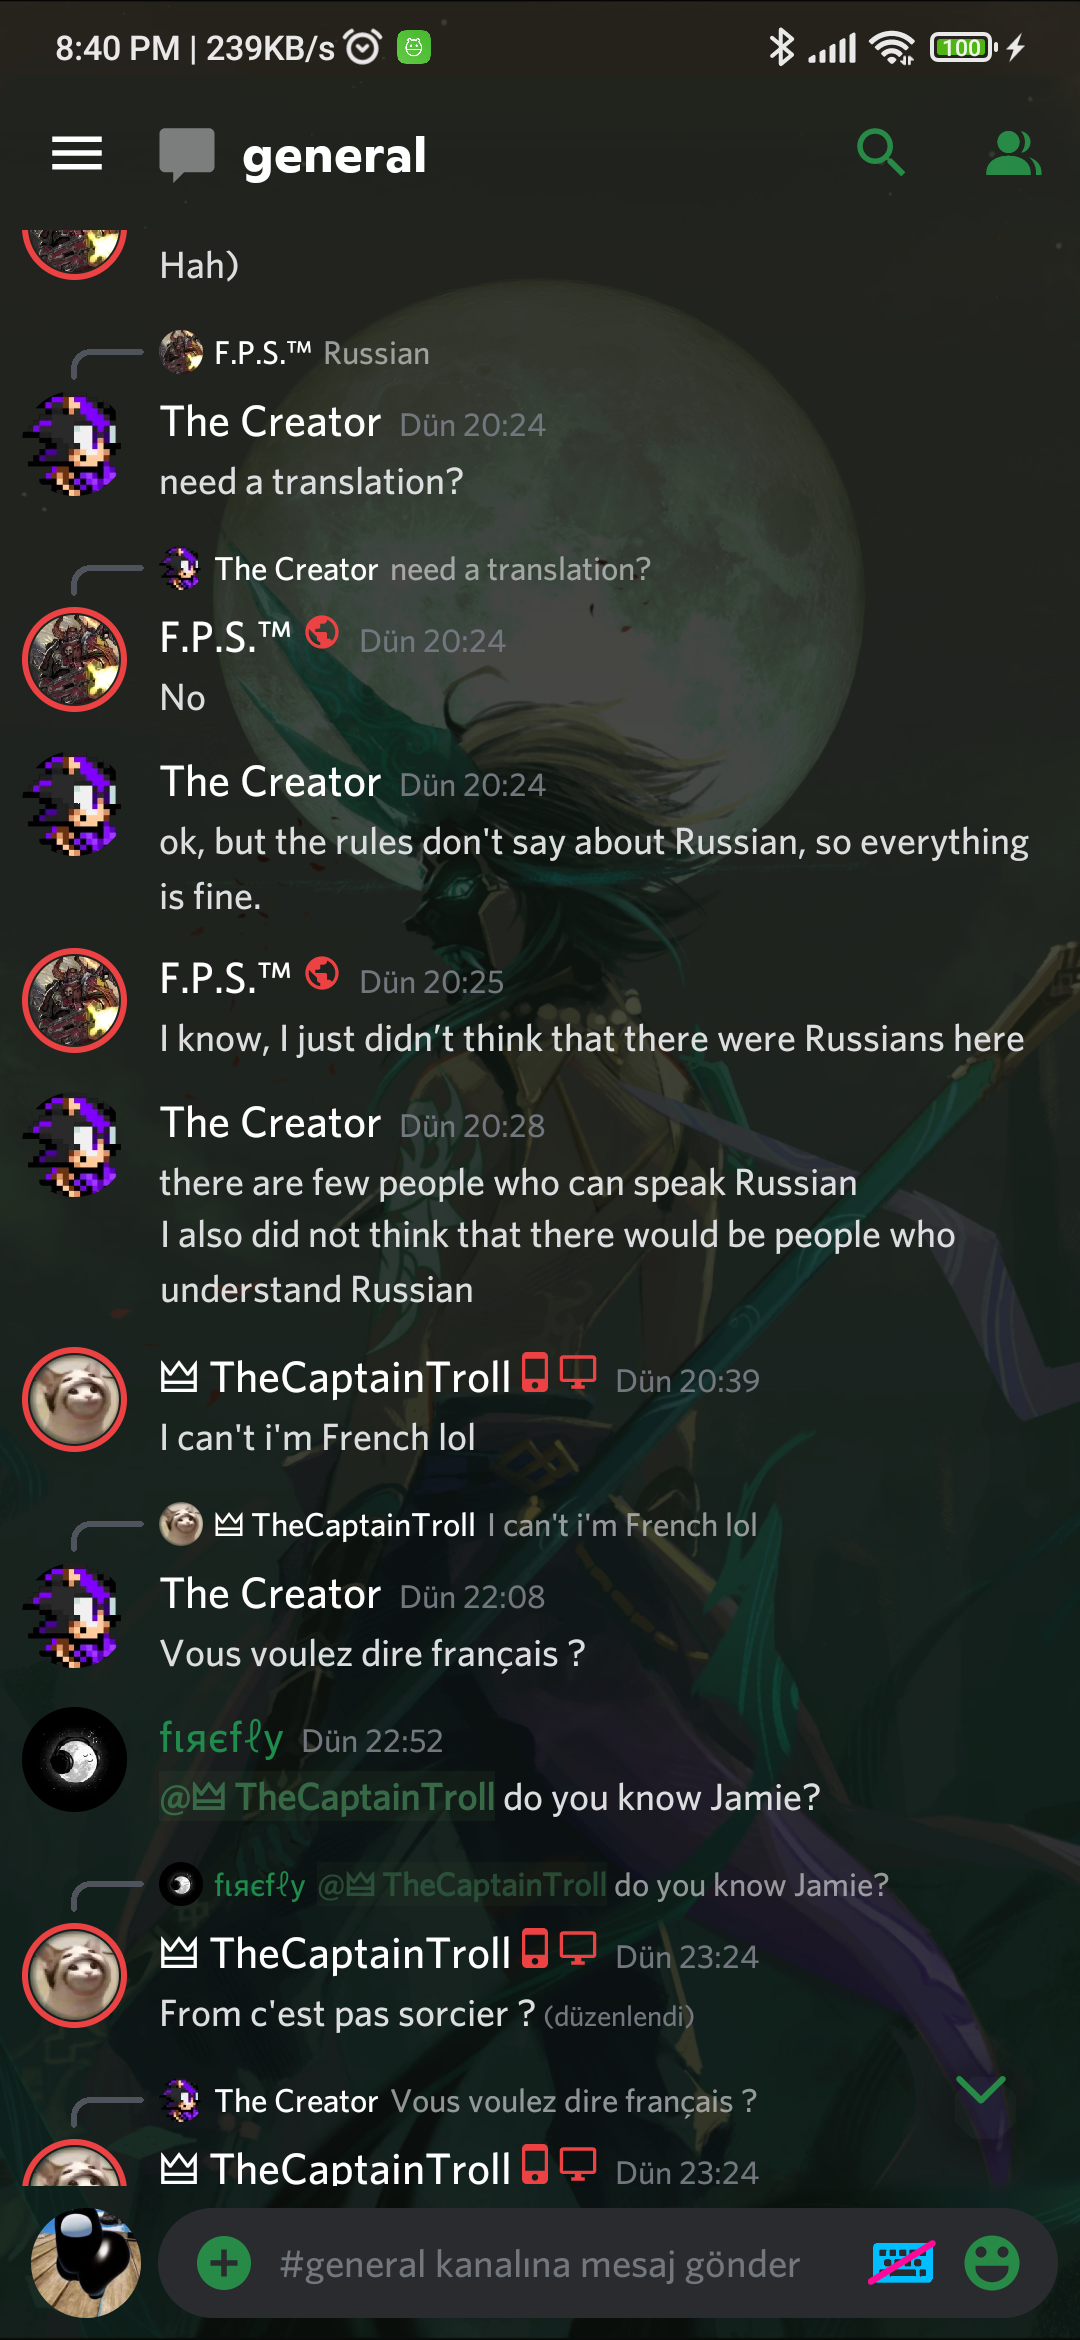 8:40 PM | 239KB/s
100
general
Hah)
F.P.S.™ Russian
The Creator Dün 20:24
need a translation?
The Creator need a translation?
F.P.S.™ Dün 20:24
No
The Creator Dün 20:24
ok, but the rules don't say about Russian, so everything
is fine.
F.P.S.™ Dün 20:25
I know, I just didn’t think that there were Russians here
The Creator Dün 20:28
there are few people who can speak Russian
I also did not think that there would be people who
understand Russian
TheCaptainTroll Dün 20:39
I can't i'm French lol
TheCaptainTroll I can't i'm French lol
The Creator Dün 22:08
Vous voulez dire français ?
fιяєfℓy Dün 22:52
@TheCaptainTroll do you know Jamie?
fιяєfℓy @TheCaptainTroll do you know Jamie?
TheCaptainTroll Dün 23:24
From c'est pas sorcier ? (düzenlendi)
The Creator Vous voulez dire français ?
TheCaptainTroll Dün 23:24
#general kanalına mesaj gönder